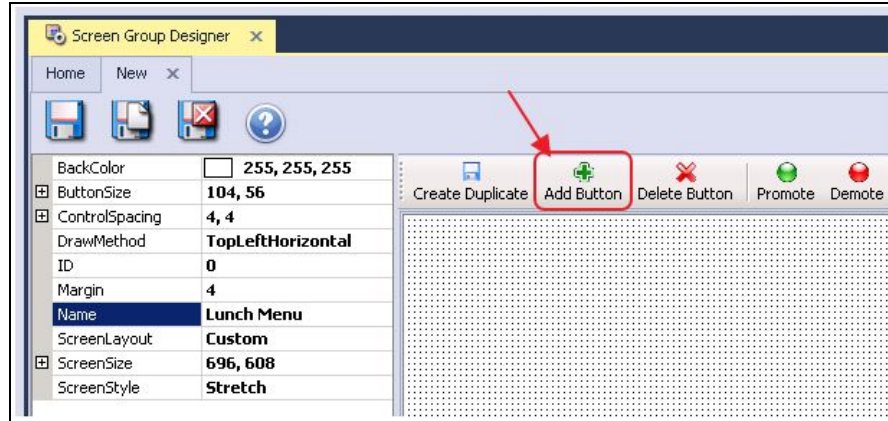 Screen Group Designer
Home New
BackColor 255, 255, 255
ButtonSize 104, 56
ControlSpacing 4, 4
DrawMethod TopLeftHorizontal
ID 0
Margin 4
Name Lunch Menu
ScreenLayout Custom
ScreenSize 696, 608
ScreenStyle Stretch
Create Duplicate Add Button Delete Button Promote Demote